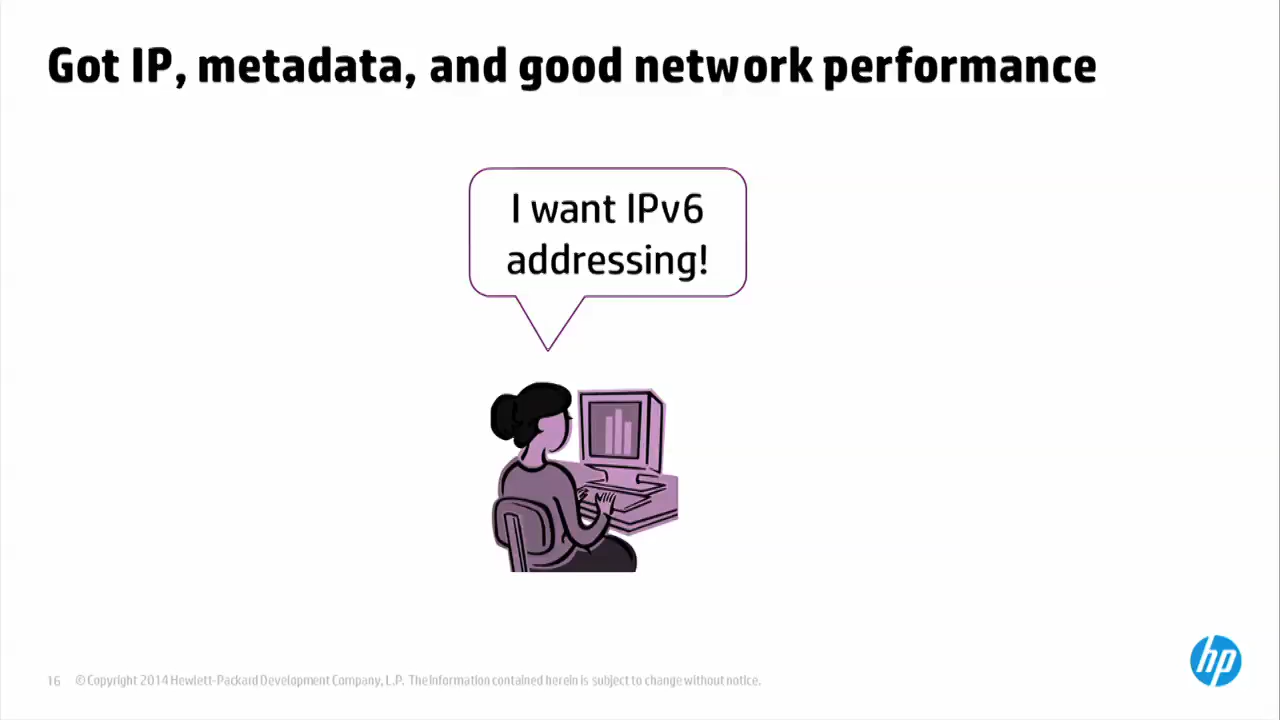 Got IP, metadata, and good network performance
I want IPv6
addressing!
16 © Copyright 2014 Hewlett-Packard Development Company, L.P. The information contained herein is subject to change without notice.
hp